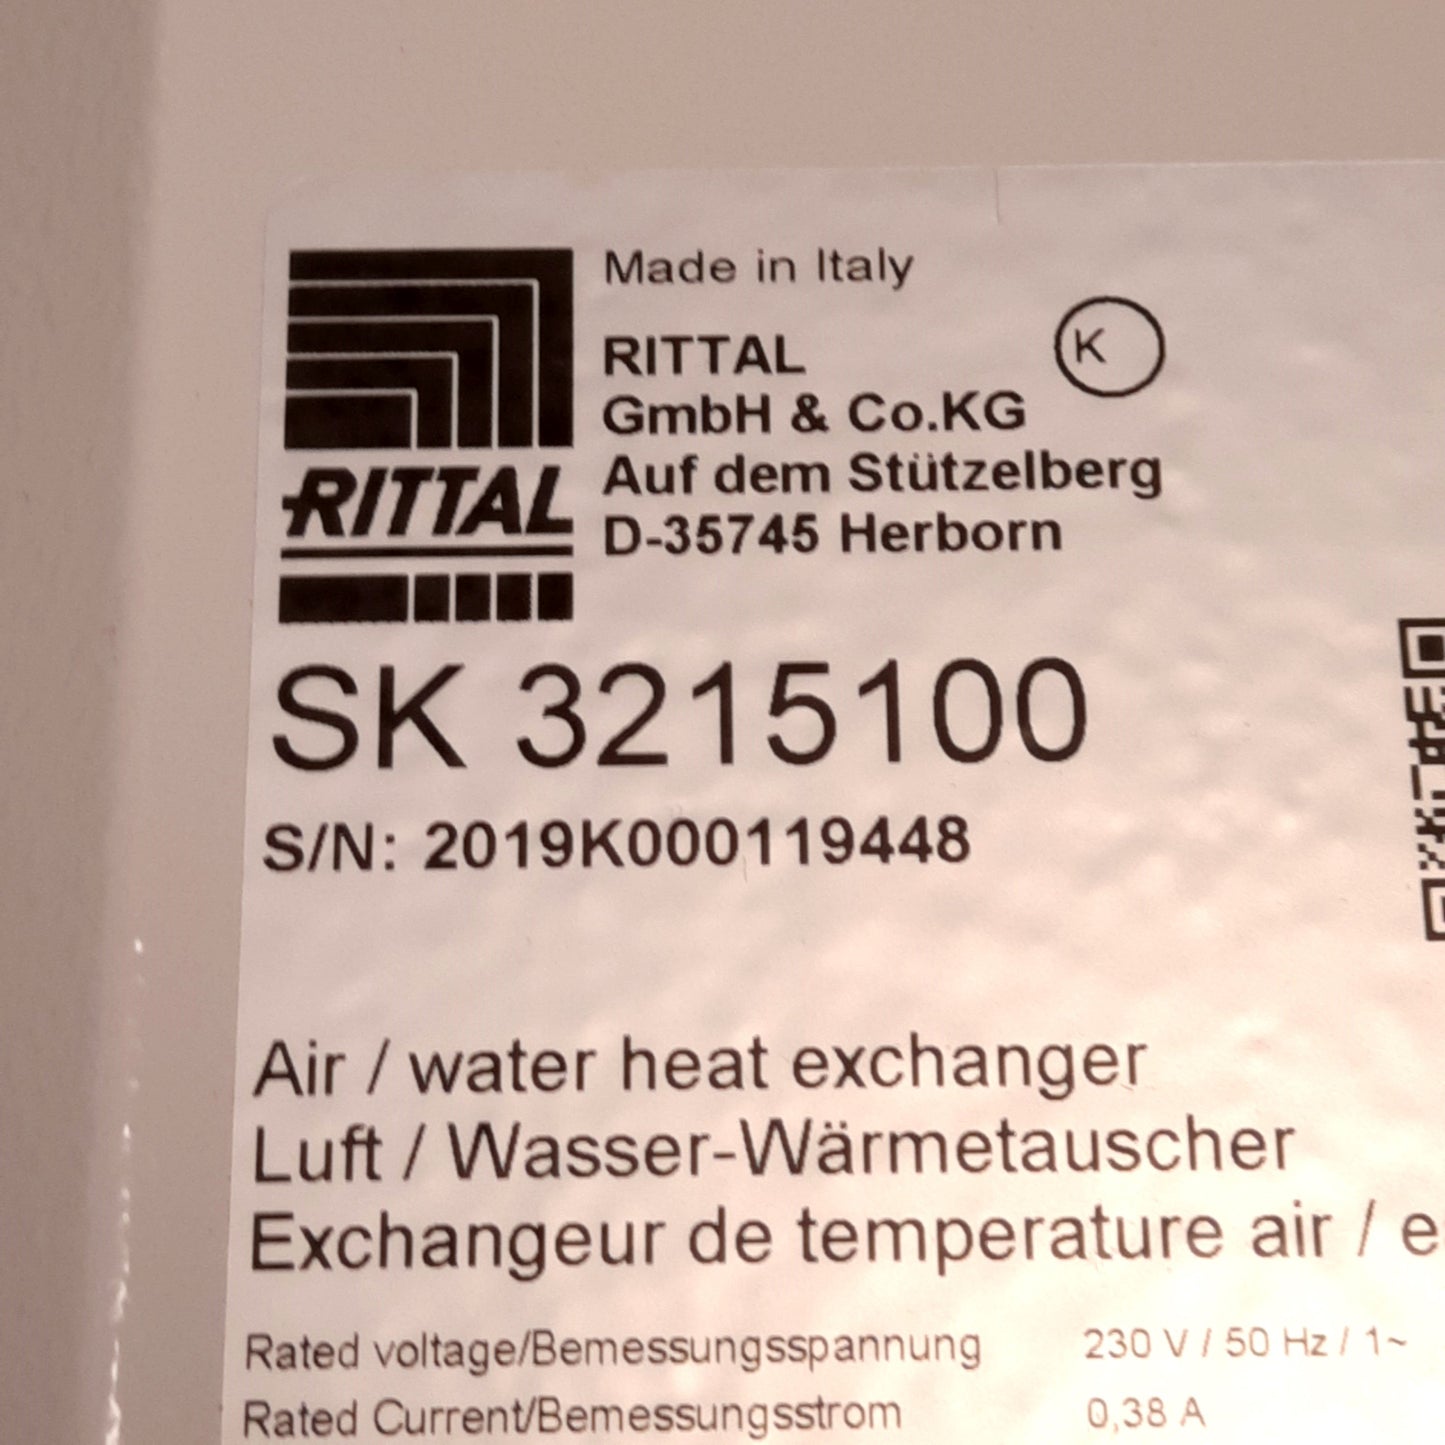 Made in Italy
RITTAL
K
GmbH & Co.KG
Auf dem Stützelberg
D-35745 Herborn
RITTAL
SK 3215100
S/N: 2019K000119448
Air / water heat exchanger
Luft / Wasser-Wärmetauscher
Exchangeur de temperature air / e
Rated voltage/Bemessungsspannung 230 V / 50 Hz / 1~
Rated Current/Bemessungsstrom 0,38 A